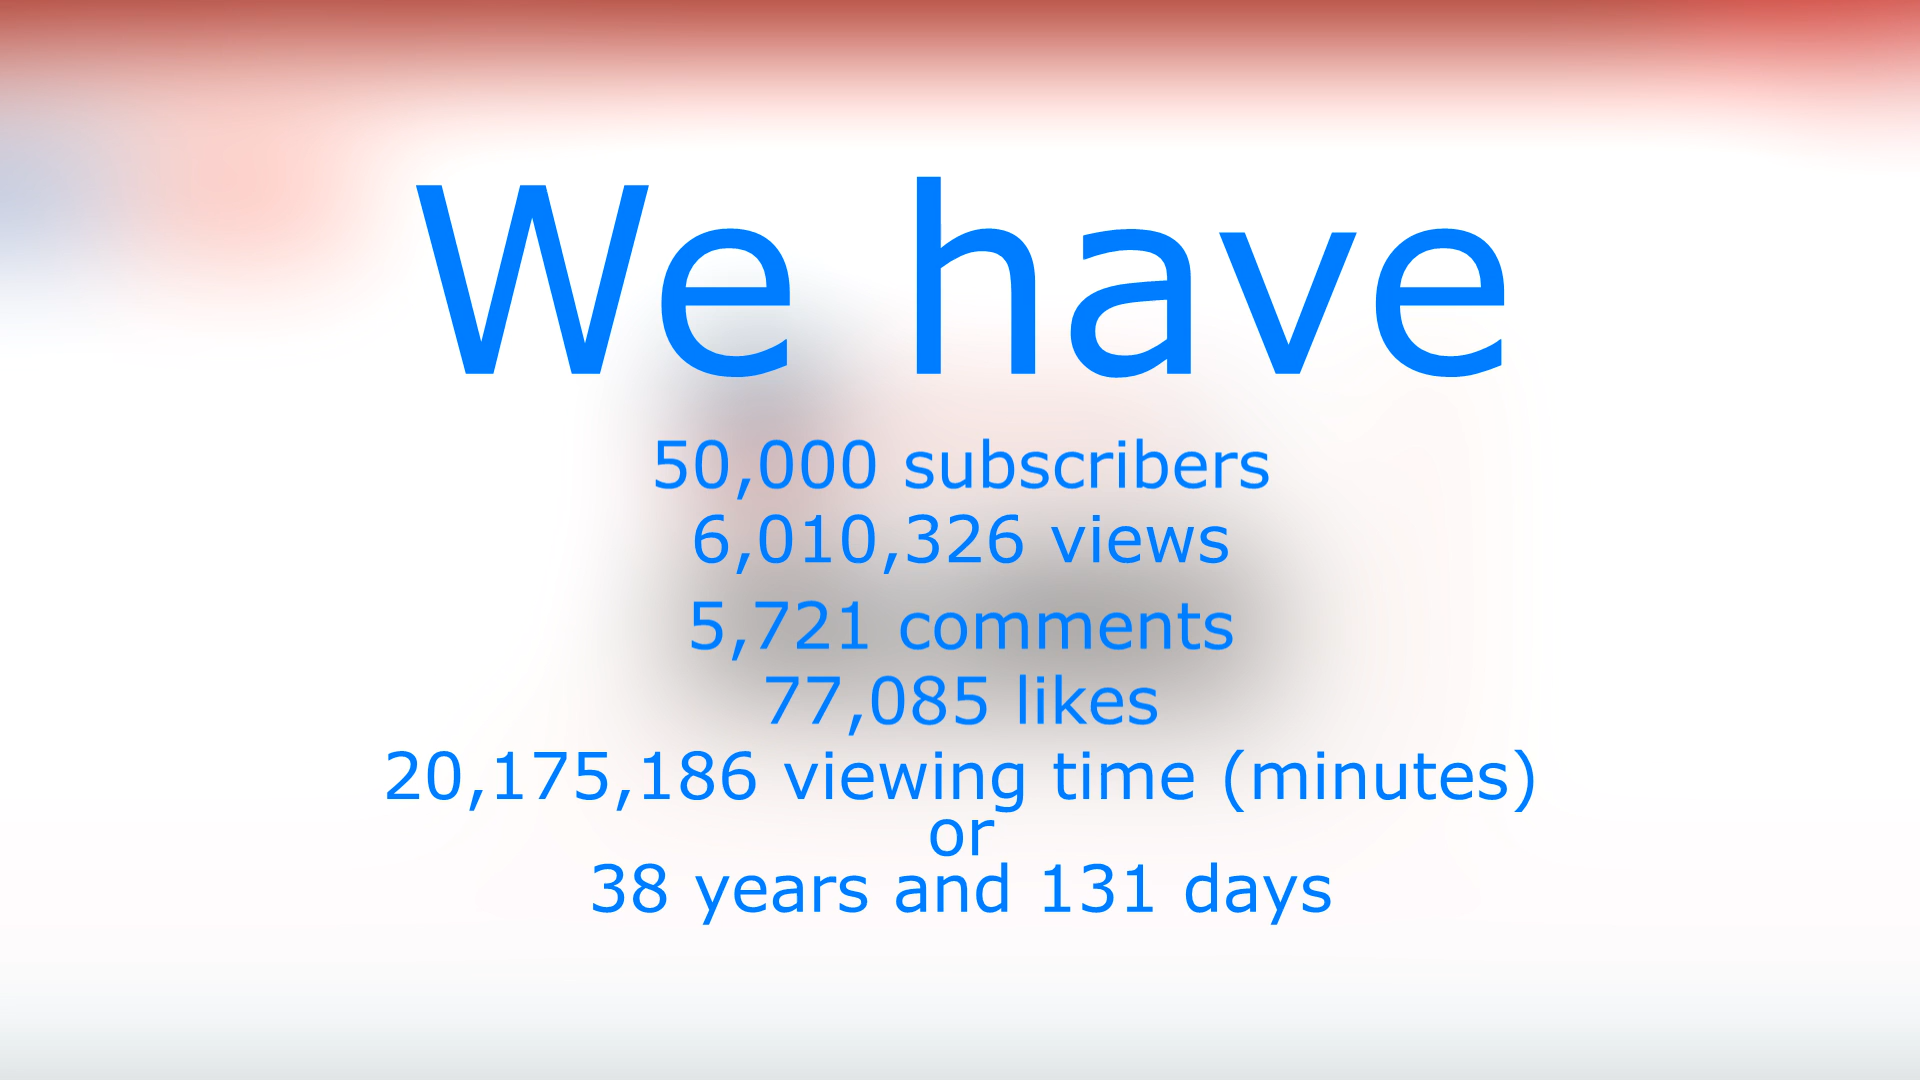 We have
50,000 subscribers
6,010,326 views
5,721 comments
77,085 likes
20,175,186 viewing time (minutes)
or
38 years and 131 days